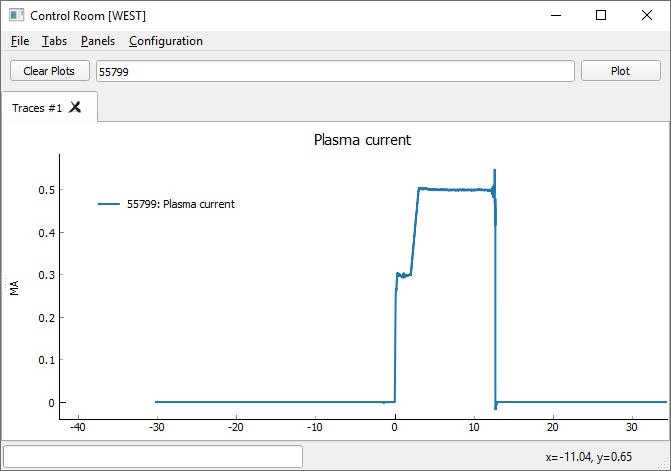 Control Room [WEST]
File Tabs Panels Configuration
Clear Plots 55799 Plot
Traces #1
Plasma current
55799: Plasma current
MA
0.5
0.4
0.3
0.2
0.1
0
-40 -30 -20 -10 0 10 20 30
x=-11.04, y=0.65